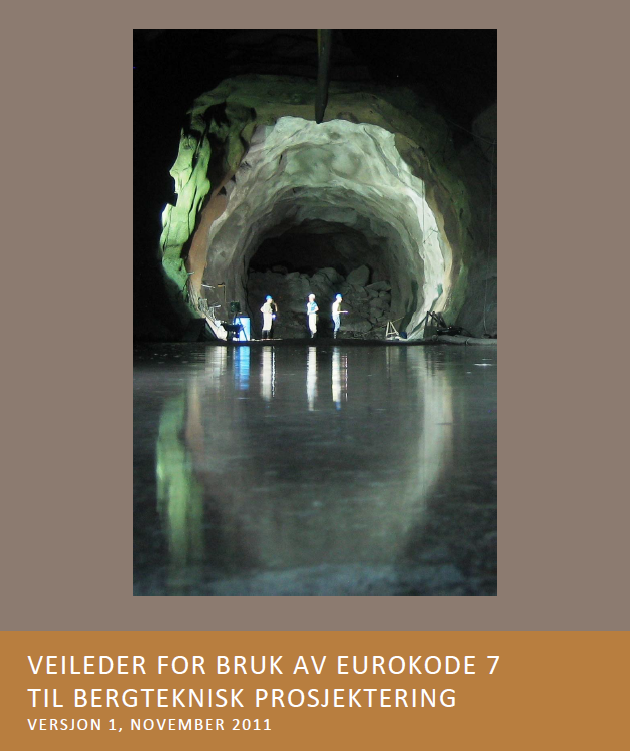 VEILEDER FOR BRUK AV EUROKODE 7
TIL BERGTEKNISK PROSJEKTERING
VERSJON 1, NOVEMBER 2011